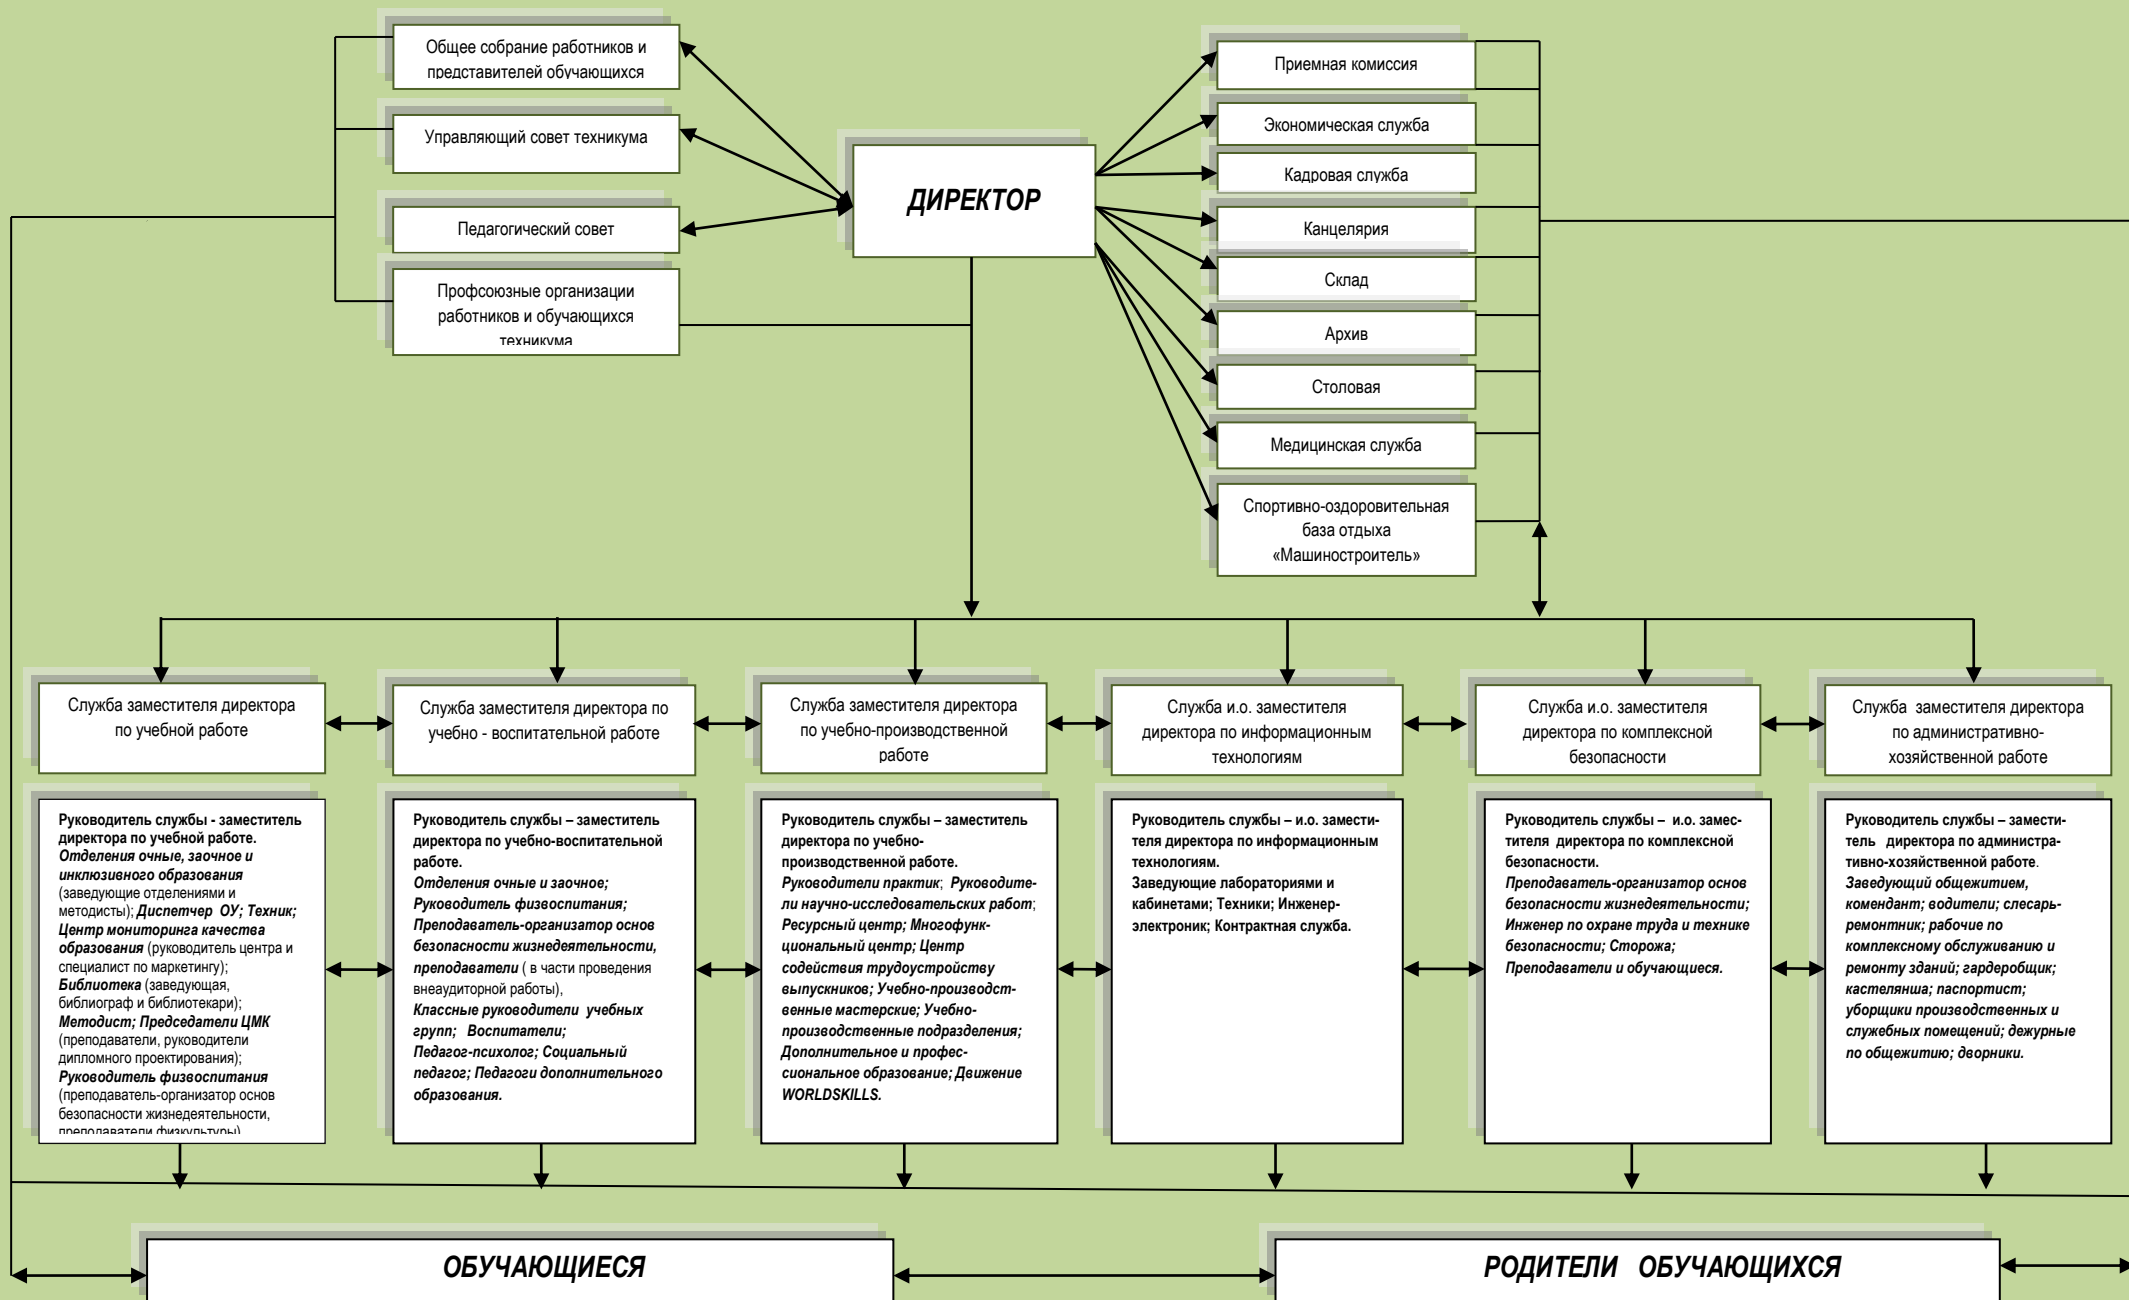 Общее собрание работников и
представителей обучающихся
Управляющий совет техникума
Педагогический совет
Профсоюзные организации
работников и обучающихся
техникума
ДИРЕКТОР
Приемная комиссия
Экономическая служба
Кадровая служба
Канцелярия
Склад
Архив
Столовая
Медицинская служба
Спортивно-оздоровительная
база отдыха
«Машиностроитель»
Служба заместителя директора
по учебной работе
Служба заместителя директора по
учебно - воспитательной работе
Служба заместителя директора
по учебно-производственной
работе
Служба и.о. заместителя
директора по информационным
технологиям
Служба и.о. заместителя
директора по комплексной
безопасности
Служба заместителя директора
по административно-
хозяйственной работе
Руководитель службы - заместитель
директора по учебной работе.
Отделения очные, заочное и
инклюзивного образования
(заведующие отделениями и
методисты); Диспетчер ОУ; Техник;
Центр мониторинга качества
образования (руководитель центра и
специалист по маркетингу);
Библиотека (заведующая,
библиограф и библиотекари);
Методист; Председатели ЦМК
(преподаватели, руководители
дипломного проектирования);
Руководитель физвоспитания
(преподаватель-организатор основ
безопасности жизнедеятельности,
преподаватели физкультуры)
Руководитель службы – заместитель
директора по учебно-воспитательной
работе.
Отделения очные и заочное;
Руководитель физвоспитания;
Преподаватель-организатор основ
безопасности жизнедеятельности,
преподаватели ( в части проведения
внеаудиторной работы),
Классные руководители учебных
групп; Воспитатели;
Педагог-психолог; Социальный
педагог; Педагоги дополнительного
образования.
Руководитель службы – заместитель
директора по учебно-
производственной работе.
Руководители практик; Руководите-
ли научно-исследовательских работ;
Ресурсный центр; Многофунк-
циональный центр; Центр
содействия трудоустройству
выпускников; Учебно-производст-
венные мастерские; Учебно-
производственные подразделения;
Дополнительное и профес-
сиональное образование; Движение
WORLDSKILLS.
Руководитель службы – и.о. замести-
теля директора по информационным
технологиям.
Заведующие лабораториями и
кабинетами; Техники; Инженер-
электроник; Контрактная служба.
Руководитель службы – и.о. замес-
тителя директора по комплексной
безопасности.
Преподаватель-организатор основ
безопасности жизнедеятельности;
Инженер по охране труда и технике
безопасности; Сторожа;
Преподаватели и обучающиеся.
Руководитель службы – замести-
тель директора по администра-
тивно-хозяйственной работе.
Заведующий общежитием,
комендант; водители; слесарь-
ремонтник; рабочие по
комплексному обслуживанию и
ремонту зданий; гардеробщик;
кастелянша; паспортист;
уборщики производственных и
служебных помещений; дежурные
по общежитию; дворники.
ОБУЧАЮЩИЕСЯ
РОДИТЕЛИ ОБУЧАЮЩИХСЯ